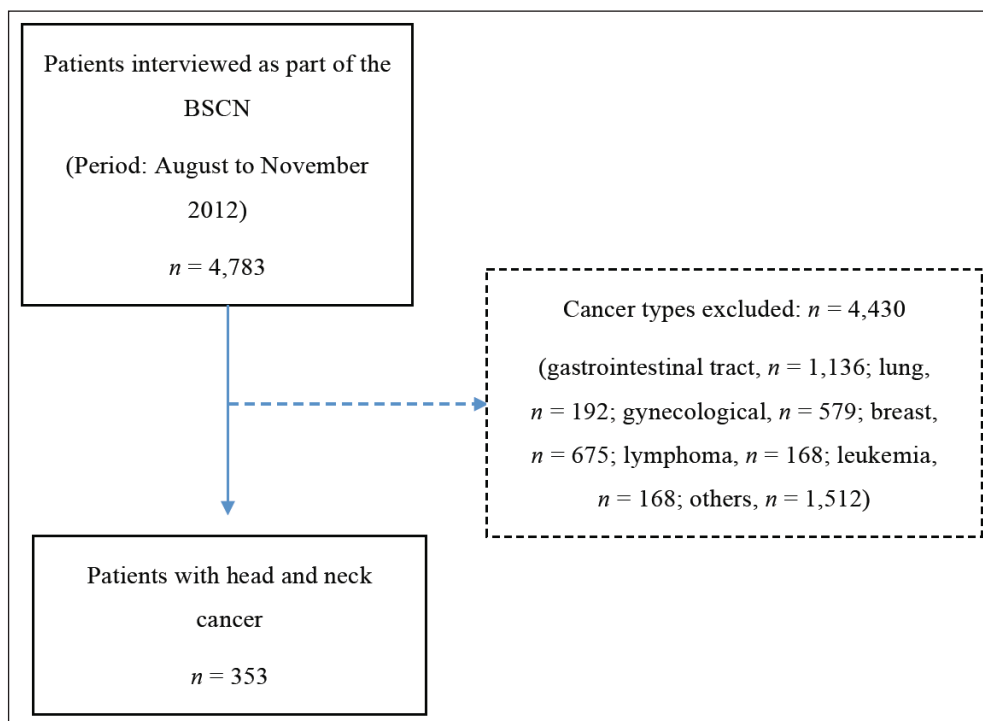 Patients interviewed as part of the
BSCN
(Period: August to November
2012)
n = 4,783
Cancer types excluded: n = 4,430
(gastrointestinal tract, n = 1,136; lung,
n = 192; gynecological, n = 579; breast,
n = 675; lymphoma, n = 168; leukemia,
n = 168; others, n = 1,512)
Patients with head and neck
cancer
n = 353